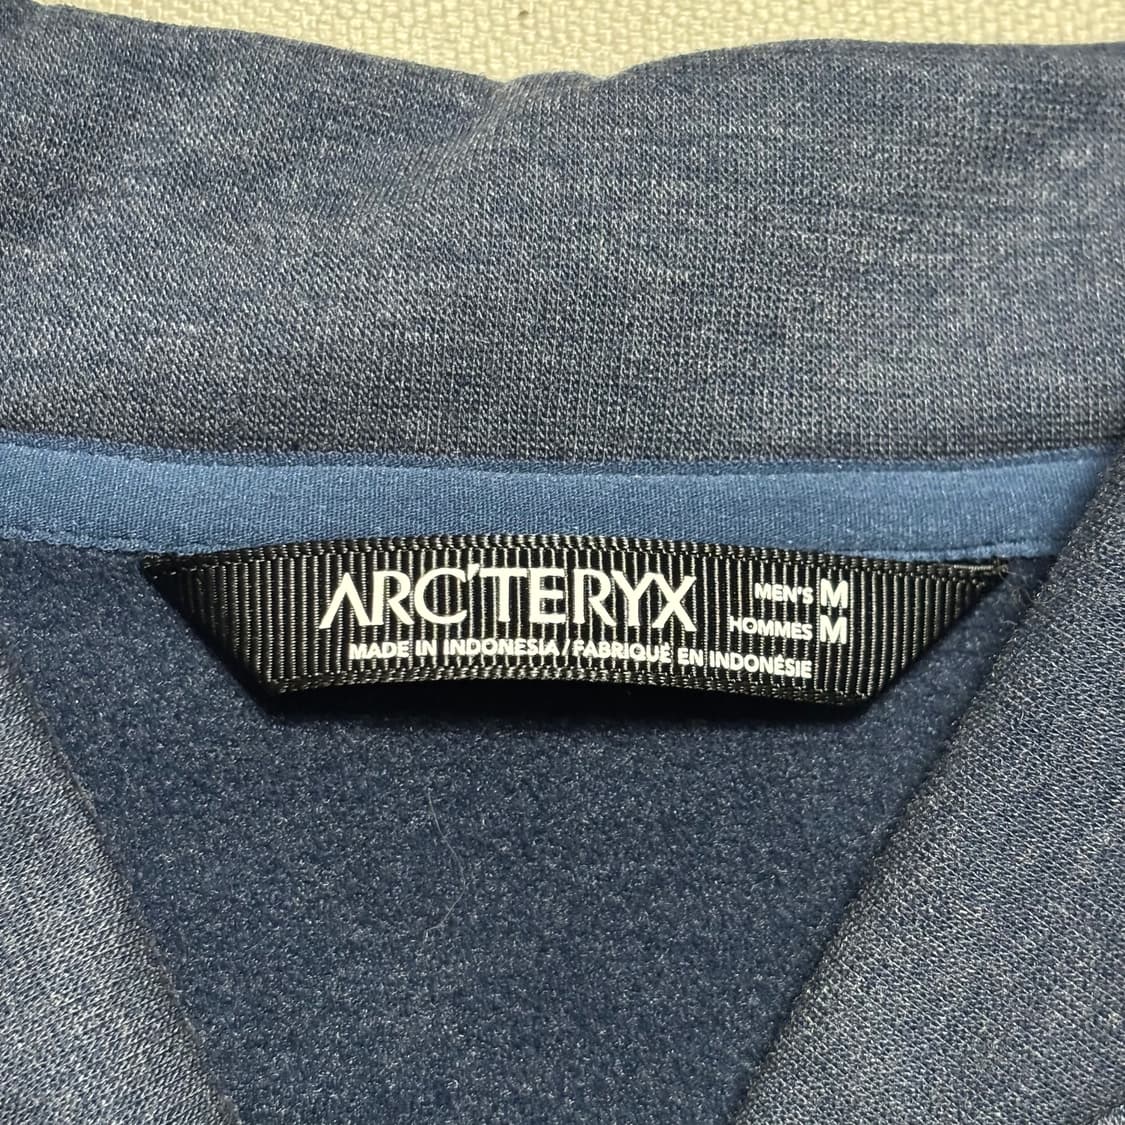 ARC'TERYX
MEN'S M
HOMMES M
MADE IN INDONESIA / FABRIQUÉ EN INDONÉSIE